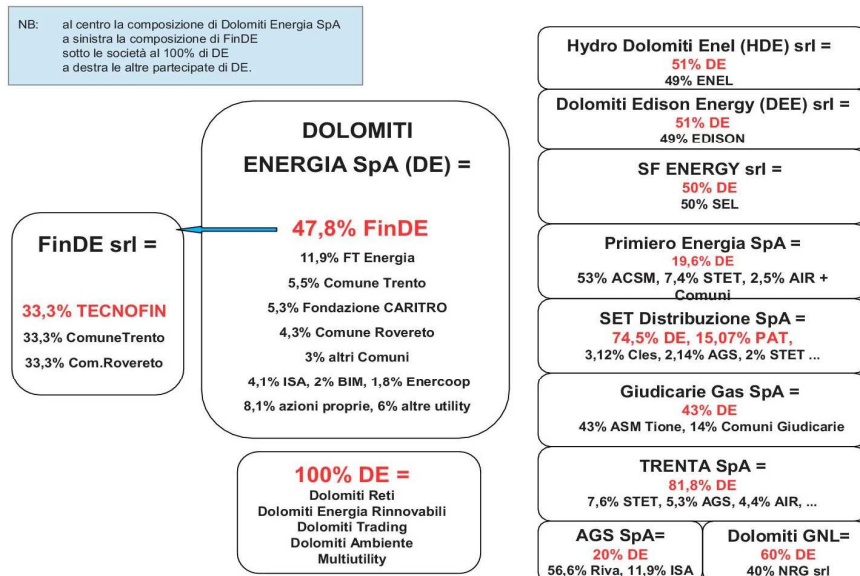 NB: al centro la composizione di Dolomiti Energia SpA
a sinistra la composizione di FinDE
sotto le società al 100% di DE
a destra le altre partecipate di DE.
DOLOMITI
ENERGIA SpA (DE) =
47,8% FinDE
11,9% FT Energia
5,5% Comune Trento
5,3% Fondazione CARITRO
4,3% Comune Rovereto
3% altri Comuni
4,1% ISA, 2% BIM, 1,8% Enercoop
8,1% azioni proprie, 6% altre utility
FinDE srl =
33,3% TECNOFIN
33,3% ComuneTrento
33,3% Com.Rovereto
100% DE =
Dolomiti Reti
Dolomiti Energia Rinnovabili
Dolomiti Trading
Dolomiti Ambiente
Multiutility
Hydro Dolomiti Enel (HDE) srl =
51% DE
49% ENEL
Dolomiti Edison Energy (DEE) srl =
51% DE
49% EDISON
SF ENERGY srl =
50% DE
50% SEL
Primiero Energia SpA =
19,6% DE
53% ACSM, 7,4% STET, 2,5% AIR +
Comuni
SET Distribuzione SpA =
74,5% DE, 15,07% PAT,
3,12% Cles, 2,14% AGS, 2% STET ...
Giudicarie Gas SpA =
43% DE
43% ASM Tione, 14% Comuni Giudicarie
TRENTA SpA =
81,8% DE
7,6% STET, 5,3% AGS, 4,4% AIR, ...
AGS SpA=
20% DE
56,6% Riva, 11,9% ISA
Dolomiti GNL=
60% DE
40% NRG srl